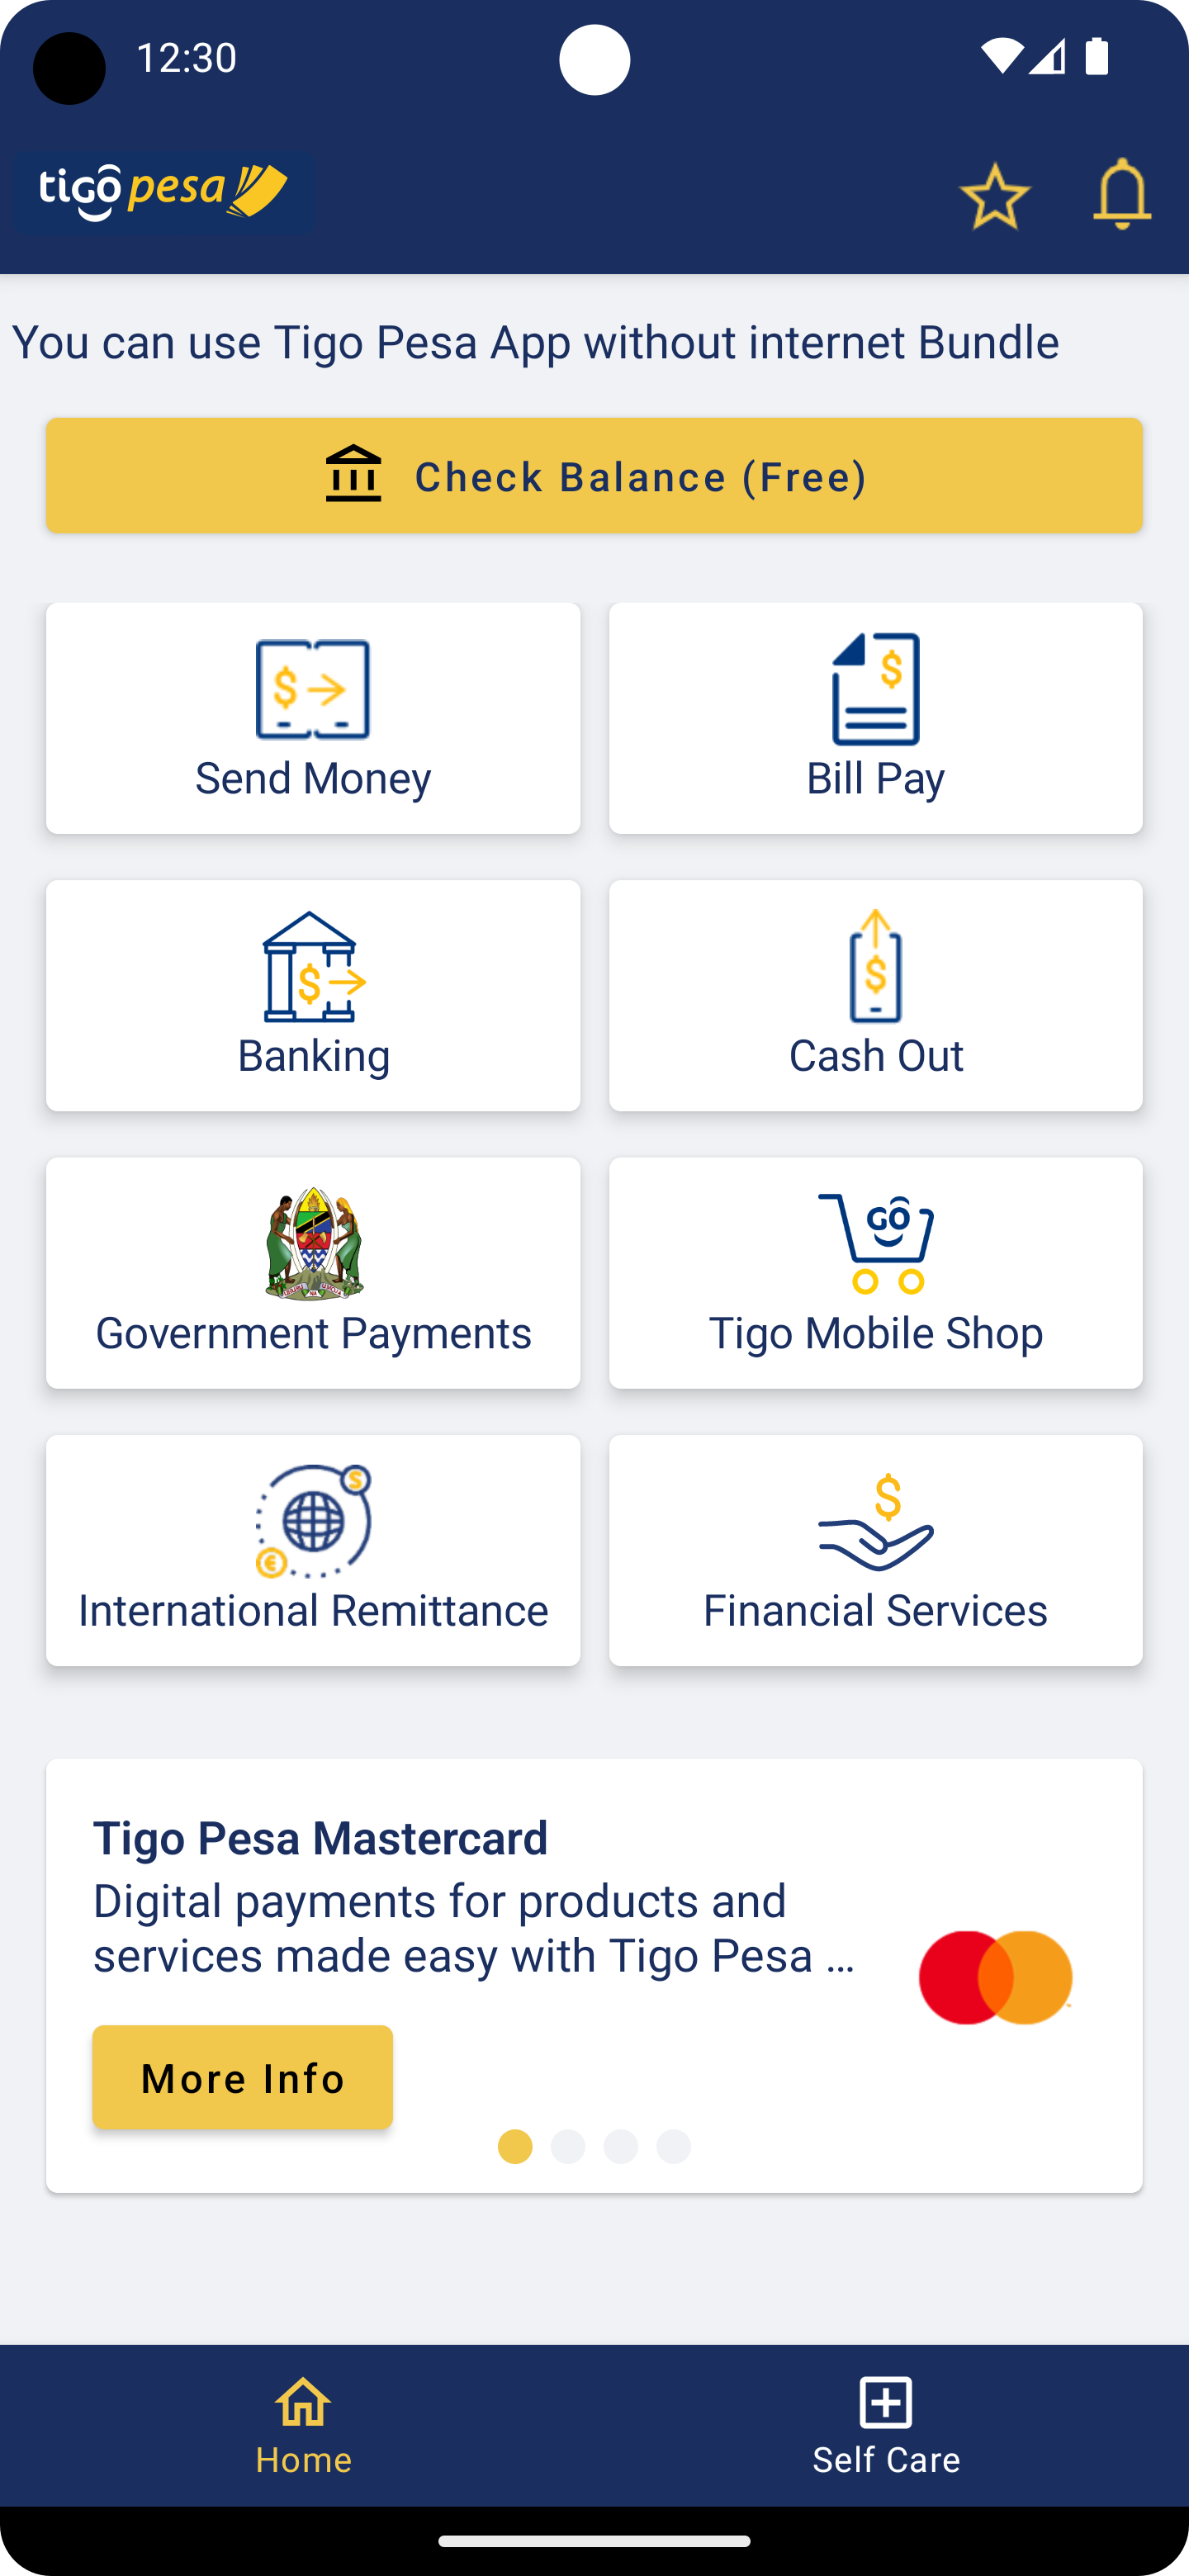 12:30
tigo pesa
You can use Tigo Pesa App without internet Bundle
Check Balance (Free)
$
Send Money
$
Bill Pay
$
Banking
$
Cash Out
Government Payments
GO
Tigo Mobile Shop
$
€
International Remittance
$
Financial Services
Tigo Pesa Mastercard
Digital payments for products and
services made easy with Tigo Pesa ...
More Info
Home
Self Care